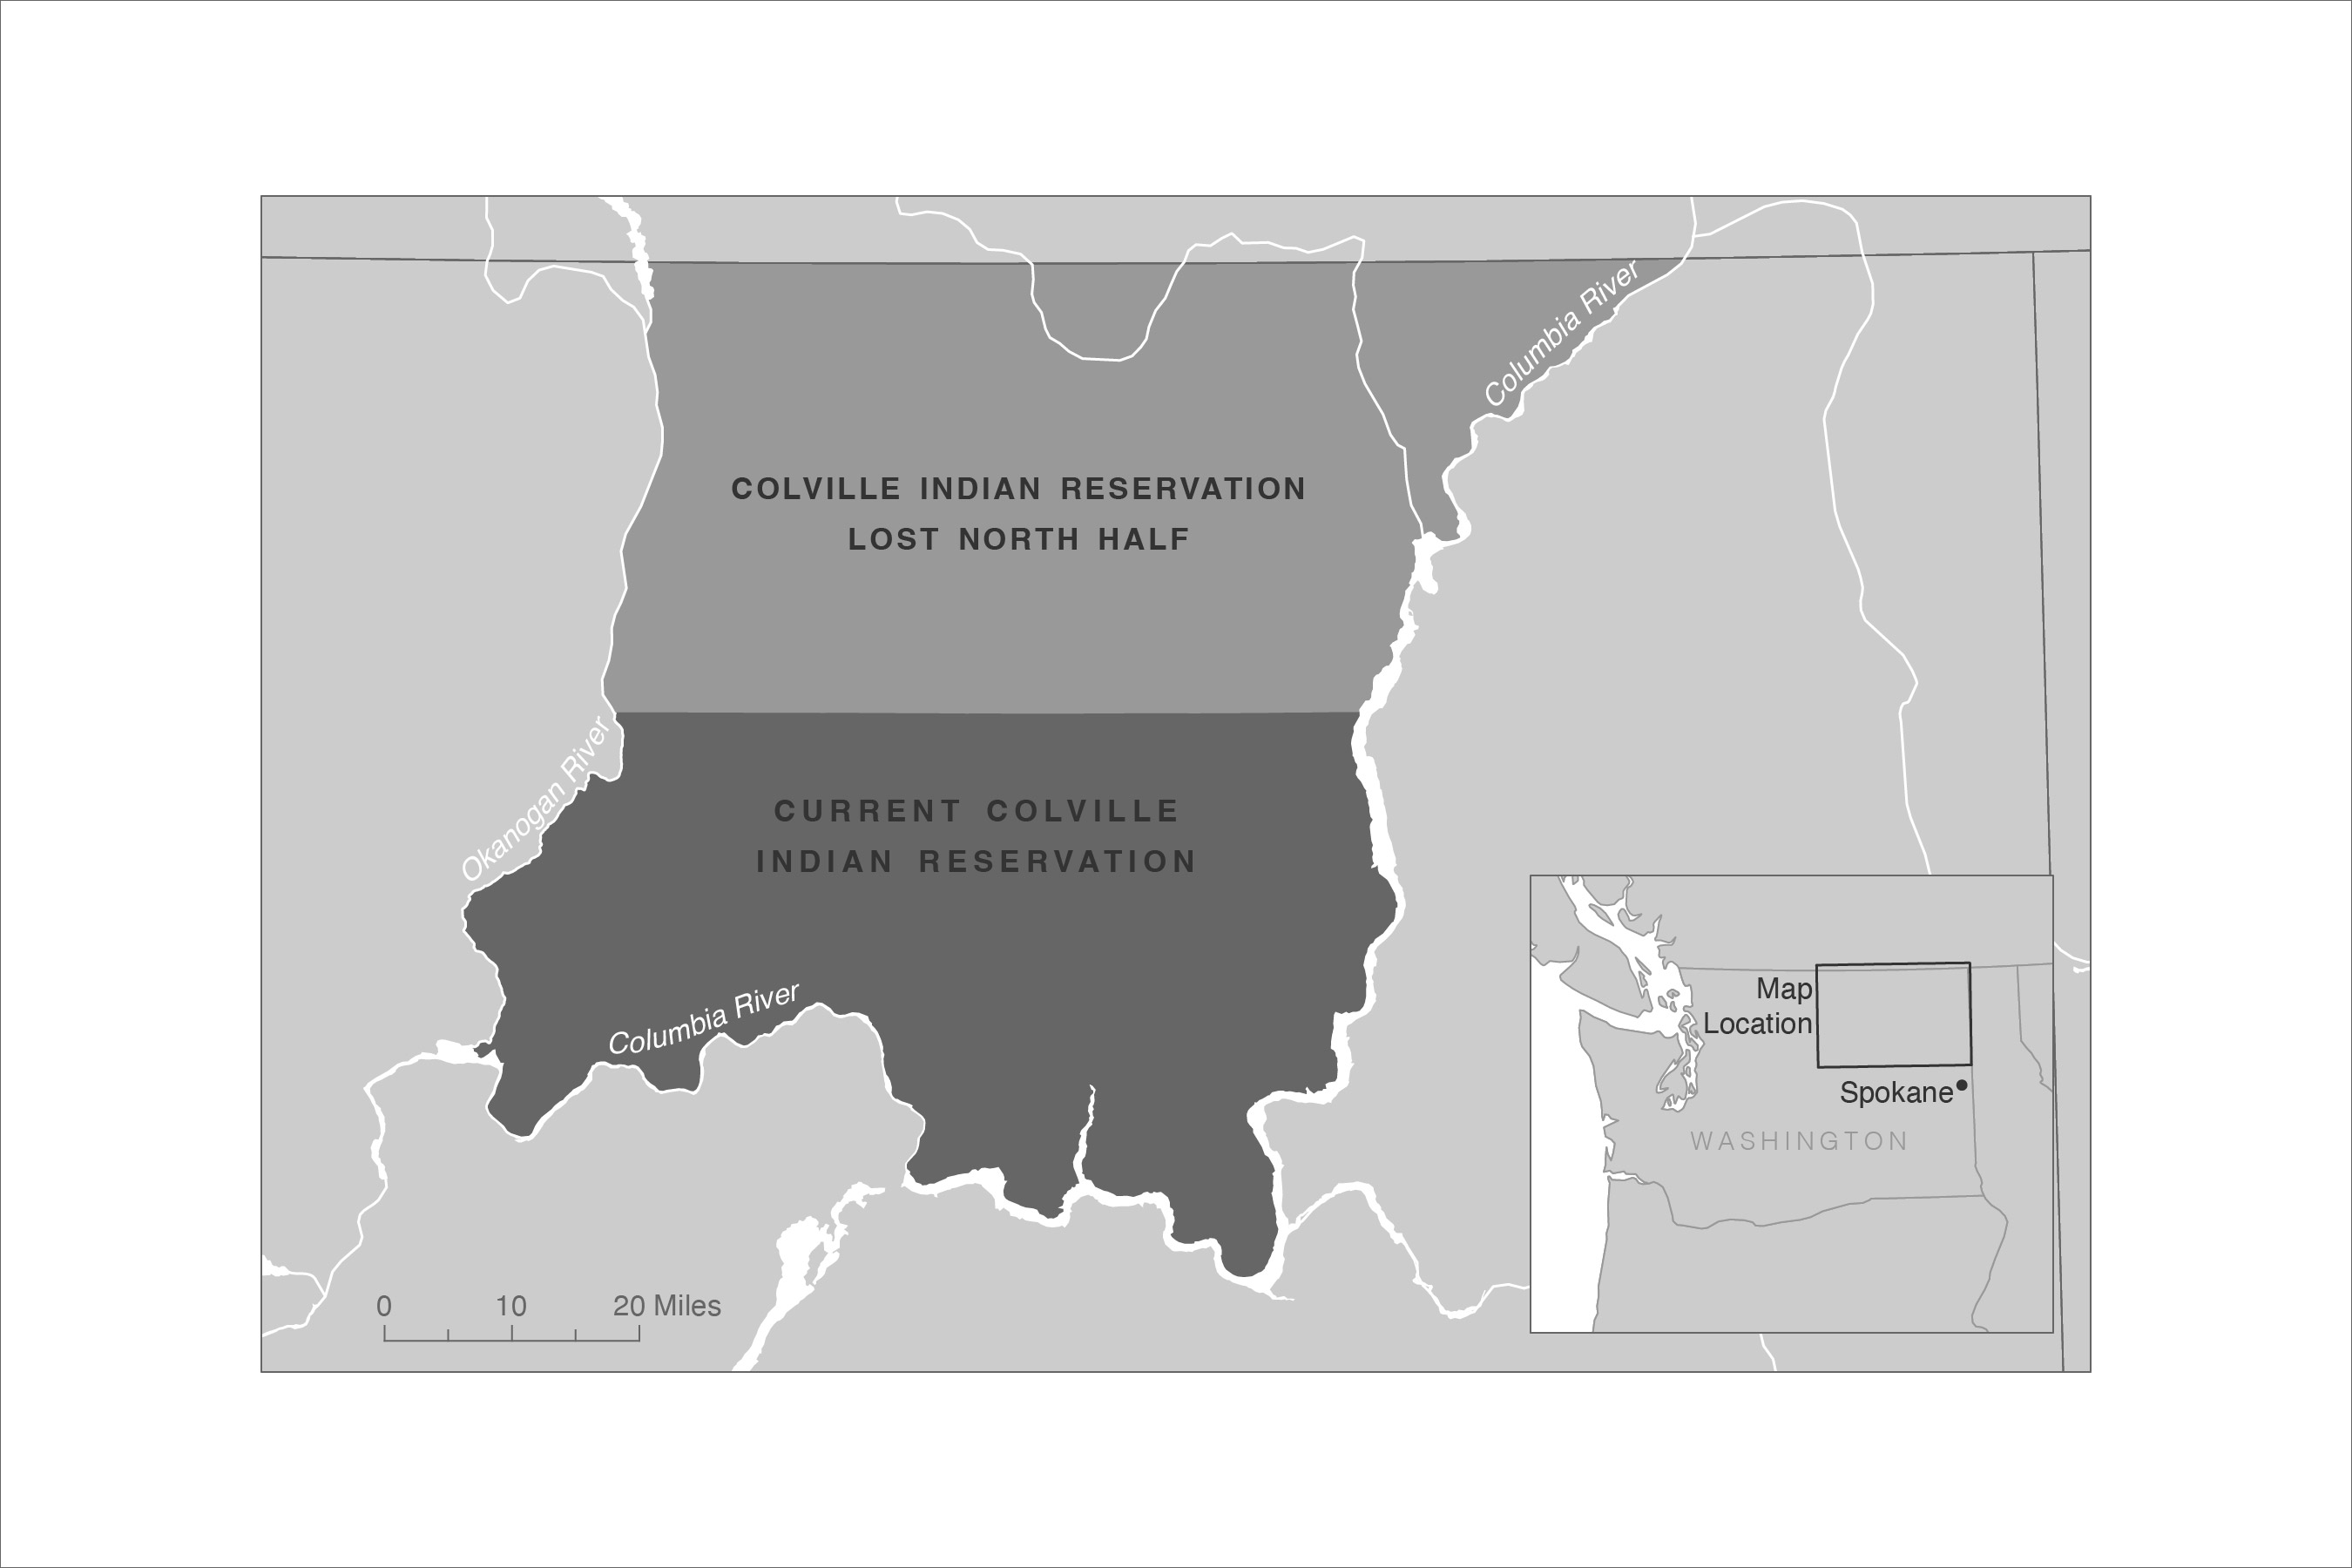 Columbia River
COLVILLE INDIAN RESERVATION
LOST NORTH HALF
Okanogan River
CURRENT COLVILLE
INDIAN RESERVATION
Columbia River
Map
Location
Spokane
WASHINGTON
0 10 20 Miles